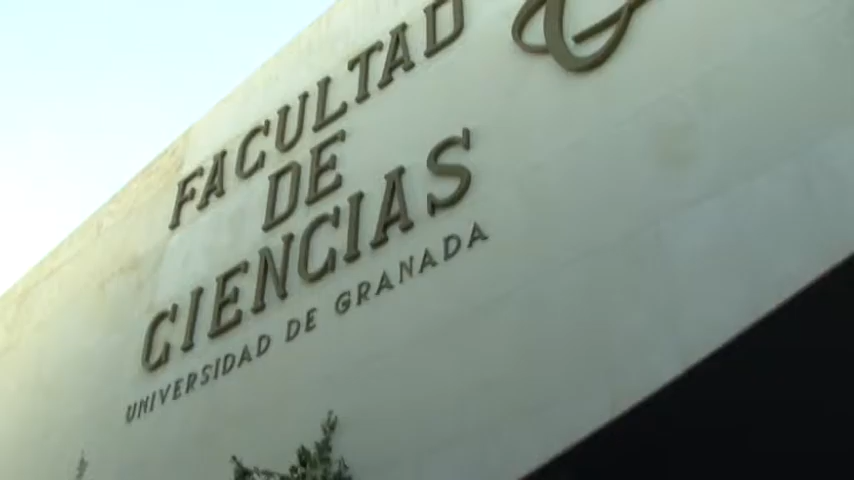 FACULTAD
DE
CIENCIAS
UNIVERSIDAD DE GRANADA